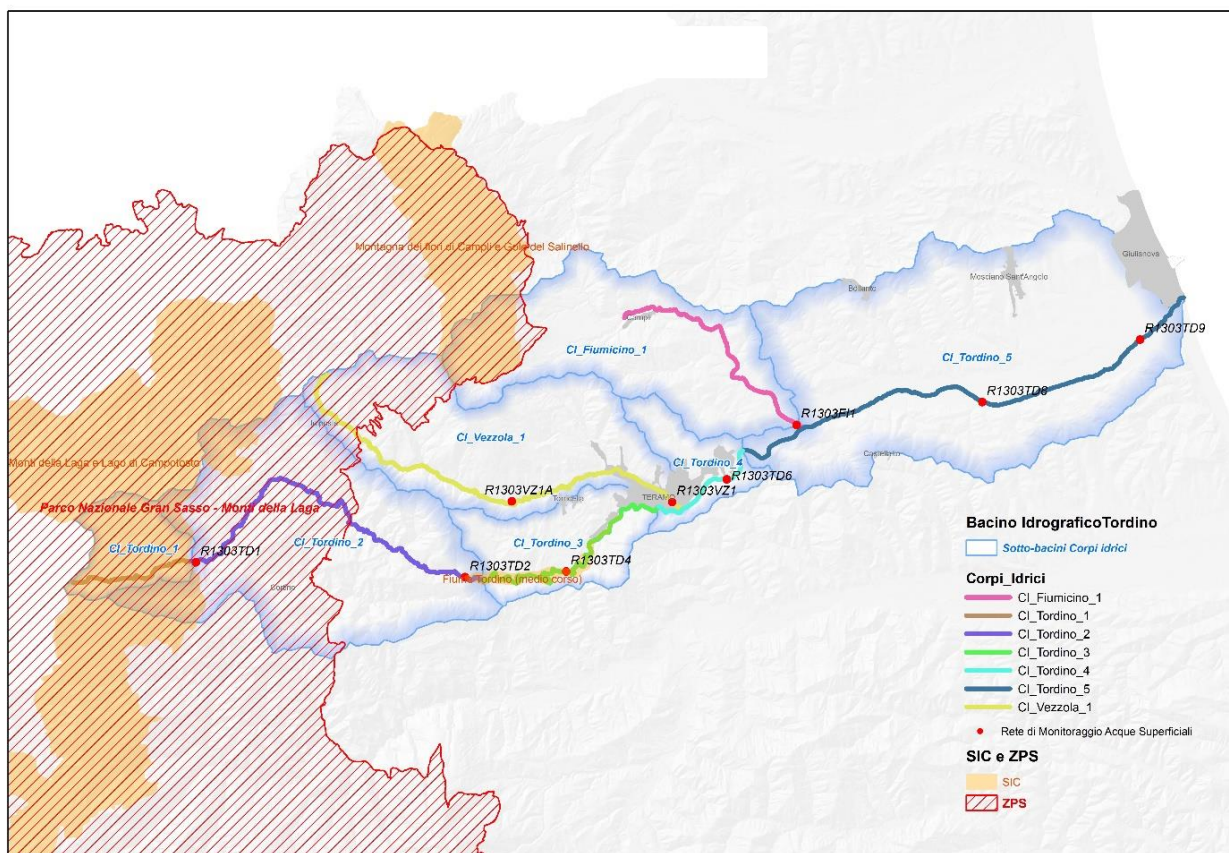 Montagna dei fiori di Campli e Gole del Salinello
Giulianova
Mosciano Sant'Angelo
Bellante
Campli
R1303TD9
CI_Fiumicino_1
CI_Tordino_5
R1303TD8
R1303FI1
CI_Vezzola_1
Castellalto
Monti della Laga e Lago di Campotosto
CI_Tordino_4
R1303TD6
R1303VZ1A
Torricella
TERAMO
R1303VZ1
Parco Nazionale Gran Sasso - Monti della Laga
CI_Tordino_1
R1303TD1
CI_Tordino_2
CI_Tordino_3
R1303TD2
R1303TD4
Fiume Tordino (medio corso)
Cortino
Bacino IdrograficoTordino
Sotto-bacini Corpi idrici
Corpi_Idrici
CI_Fiumicino_1
CI_Tordino_1
CI_Tordino_2
CI_Tordino_3
CI_Tordino_4
CI_Tordino_5
CI_Vezzola_1
Rete di Monitoraggio Acque Superficiali
SIC e ZPS
SIC
ZPS